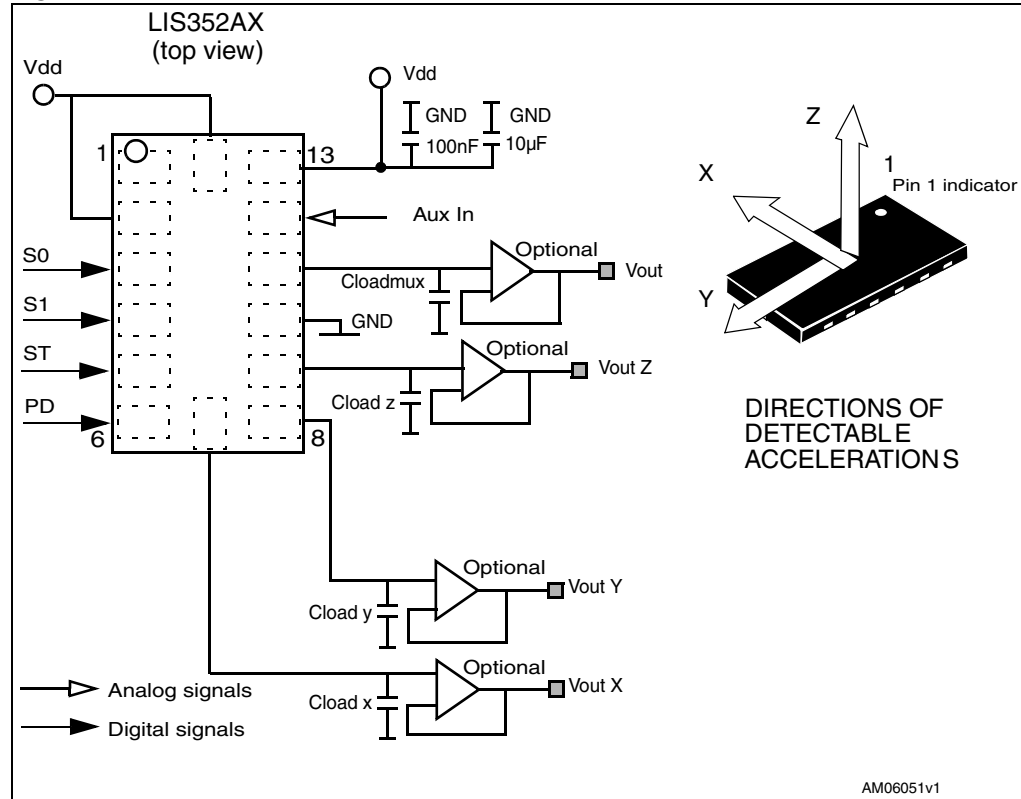 LIS352AX
(top view)
Vdd
Vdd
GND
GND
100nF
10µF
1
13
Aux In
S0
Optional
Cloadmux
Vout
S1
GND
ST
Optional
Vout Z
Cload z
PD
6
8
Optional
Cload y
Vout Y
Optional
Cload x
Vout X
Analog signals
Digital signals
Z
X
1
Pin 1 indicator
Y
DIRECTIONS OF
DETECTABLE
ACCELERATIONS
AM06051v1